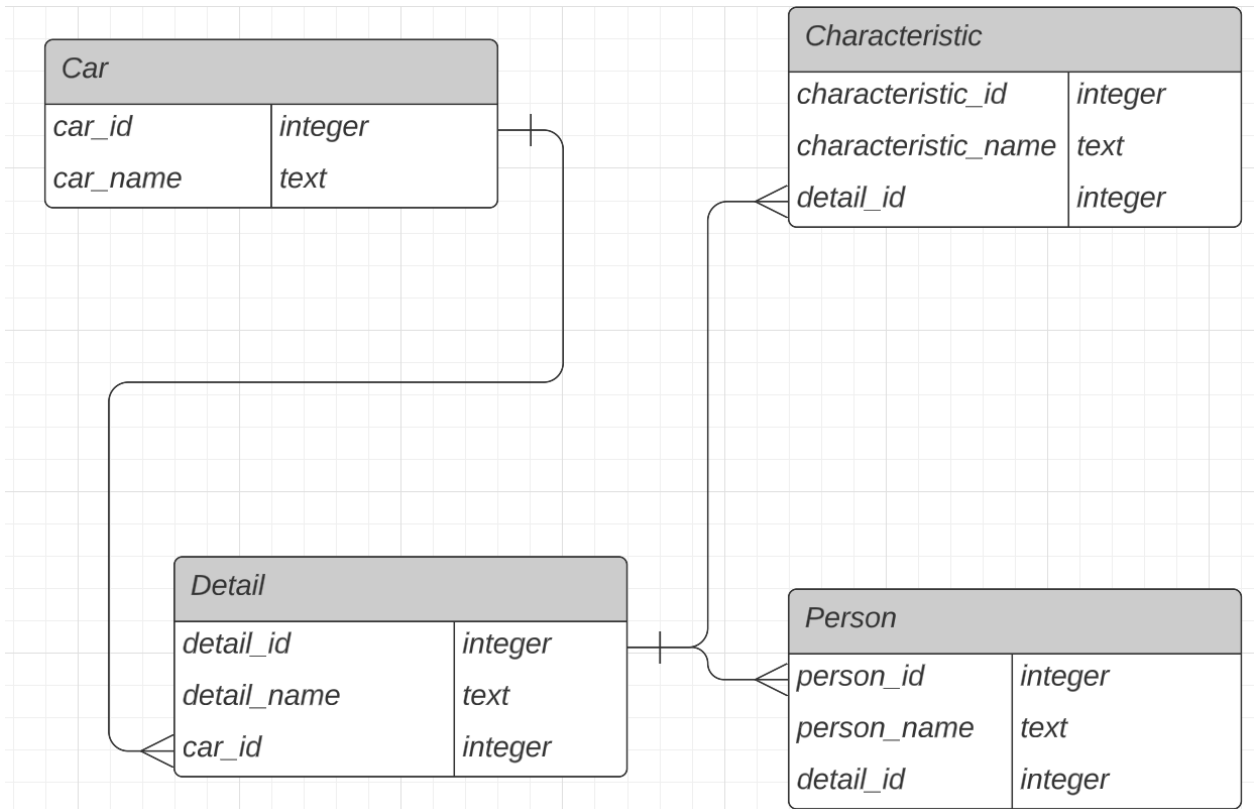 Car
car_id integer
car_name text
Characteristic
characteristic_id integer
characteristic_name text
detail_id integer
Detail
detail_id integer
detail_name text
car_id integer
Person
person_id integer
person_name text
detail_id integer